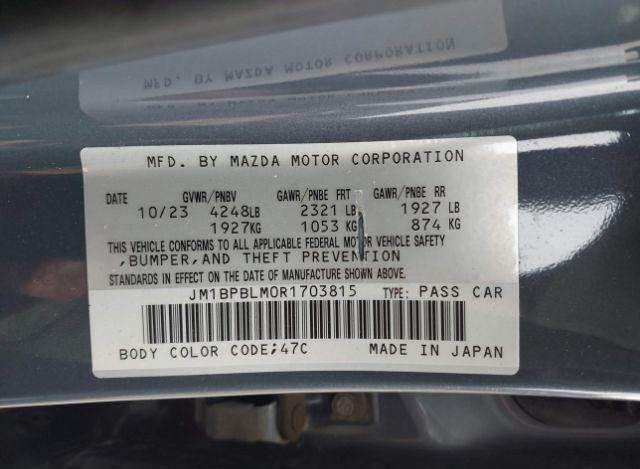 MFD. BY MAZDA MOTOR CORPORATION
DATE GVWR/PNBV GAWR/PNBE FRT GAWR/PNBE RR
10/23 4248LB 2321 LB 1927 LB
1927KG 1053 KG 874 KG
THIS VEHICLE CONFORMS TO ALL APPLICABLE FEDERAL MOTOR VEHICLE SAFETY
,BUMPER,AND THEFT PREVENTION
STANDARDS IN EFFECT ON THE DATE OF MANUFACTURE SHOWN ABOVE.
JM1BPBLM0R1703815 TYPE: PASS CAR
BODY COLOR CODE;47C MADE IN JAPAN